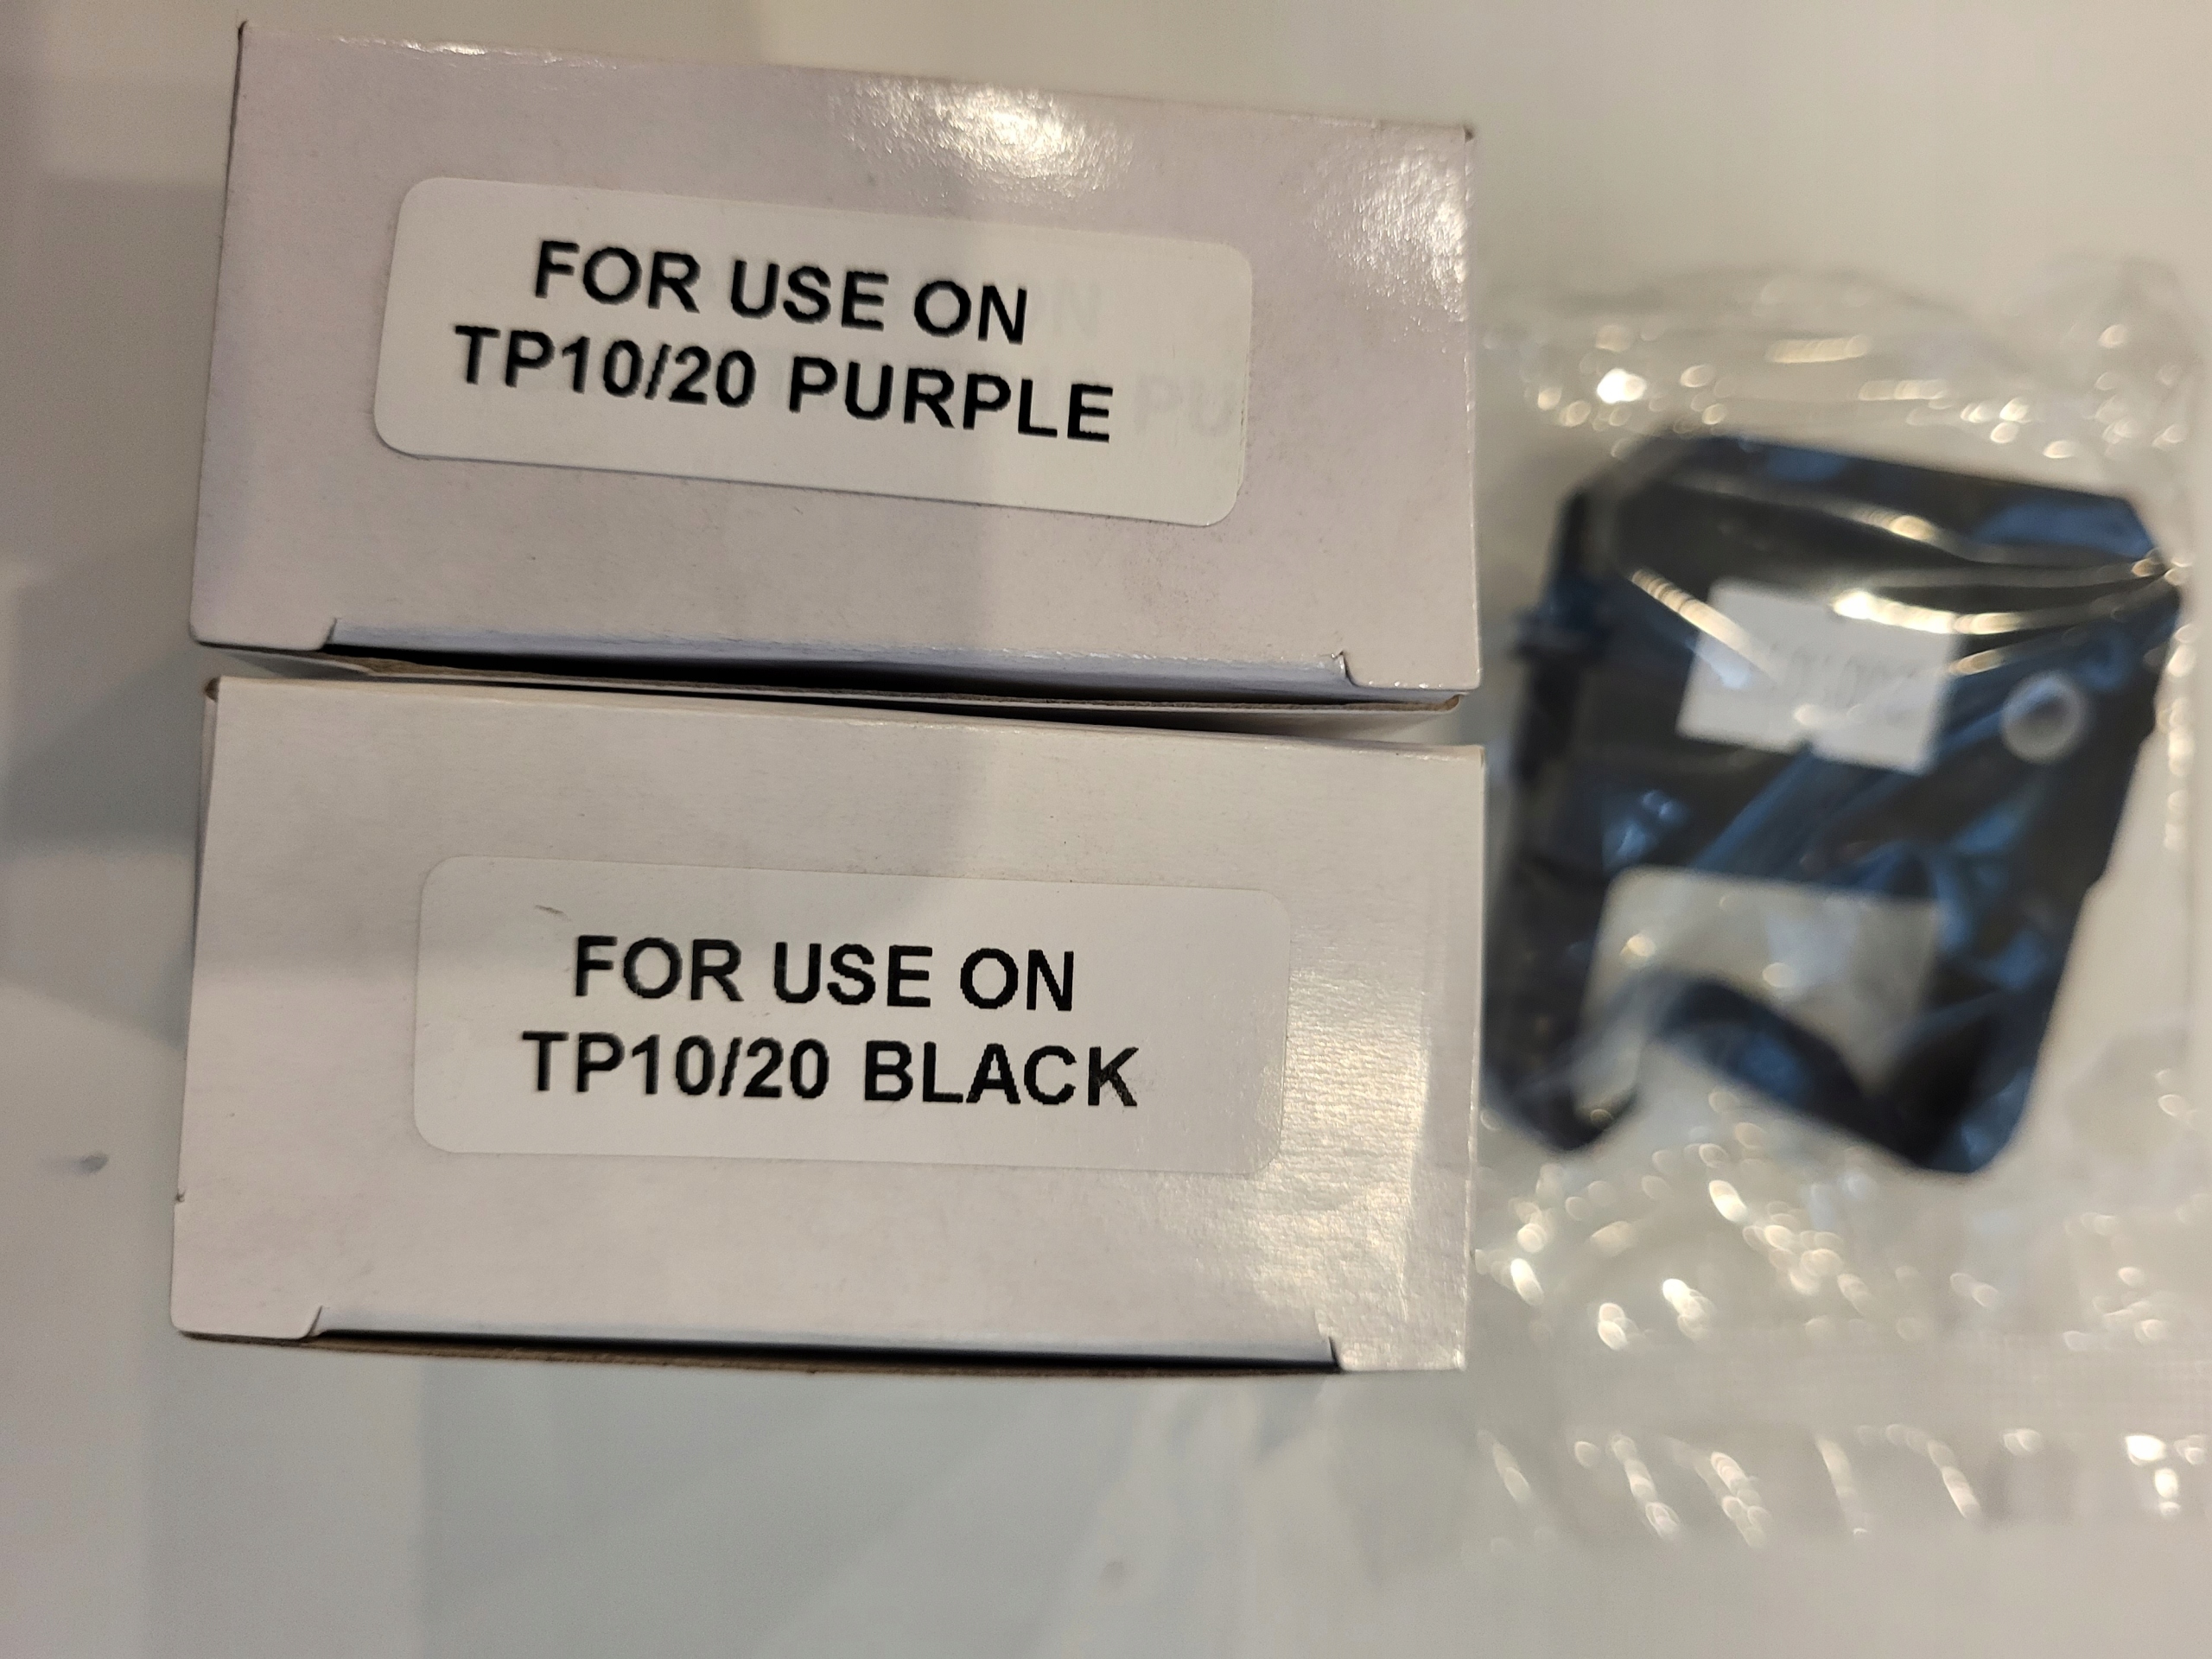 FOR USE ON
TP10/20 PURPLE
FOR USE ON
TP10/20 BLACK